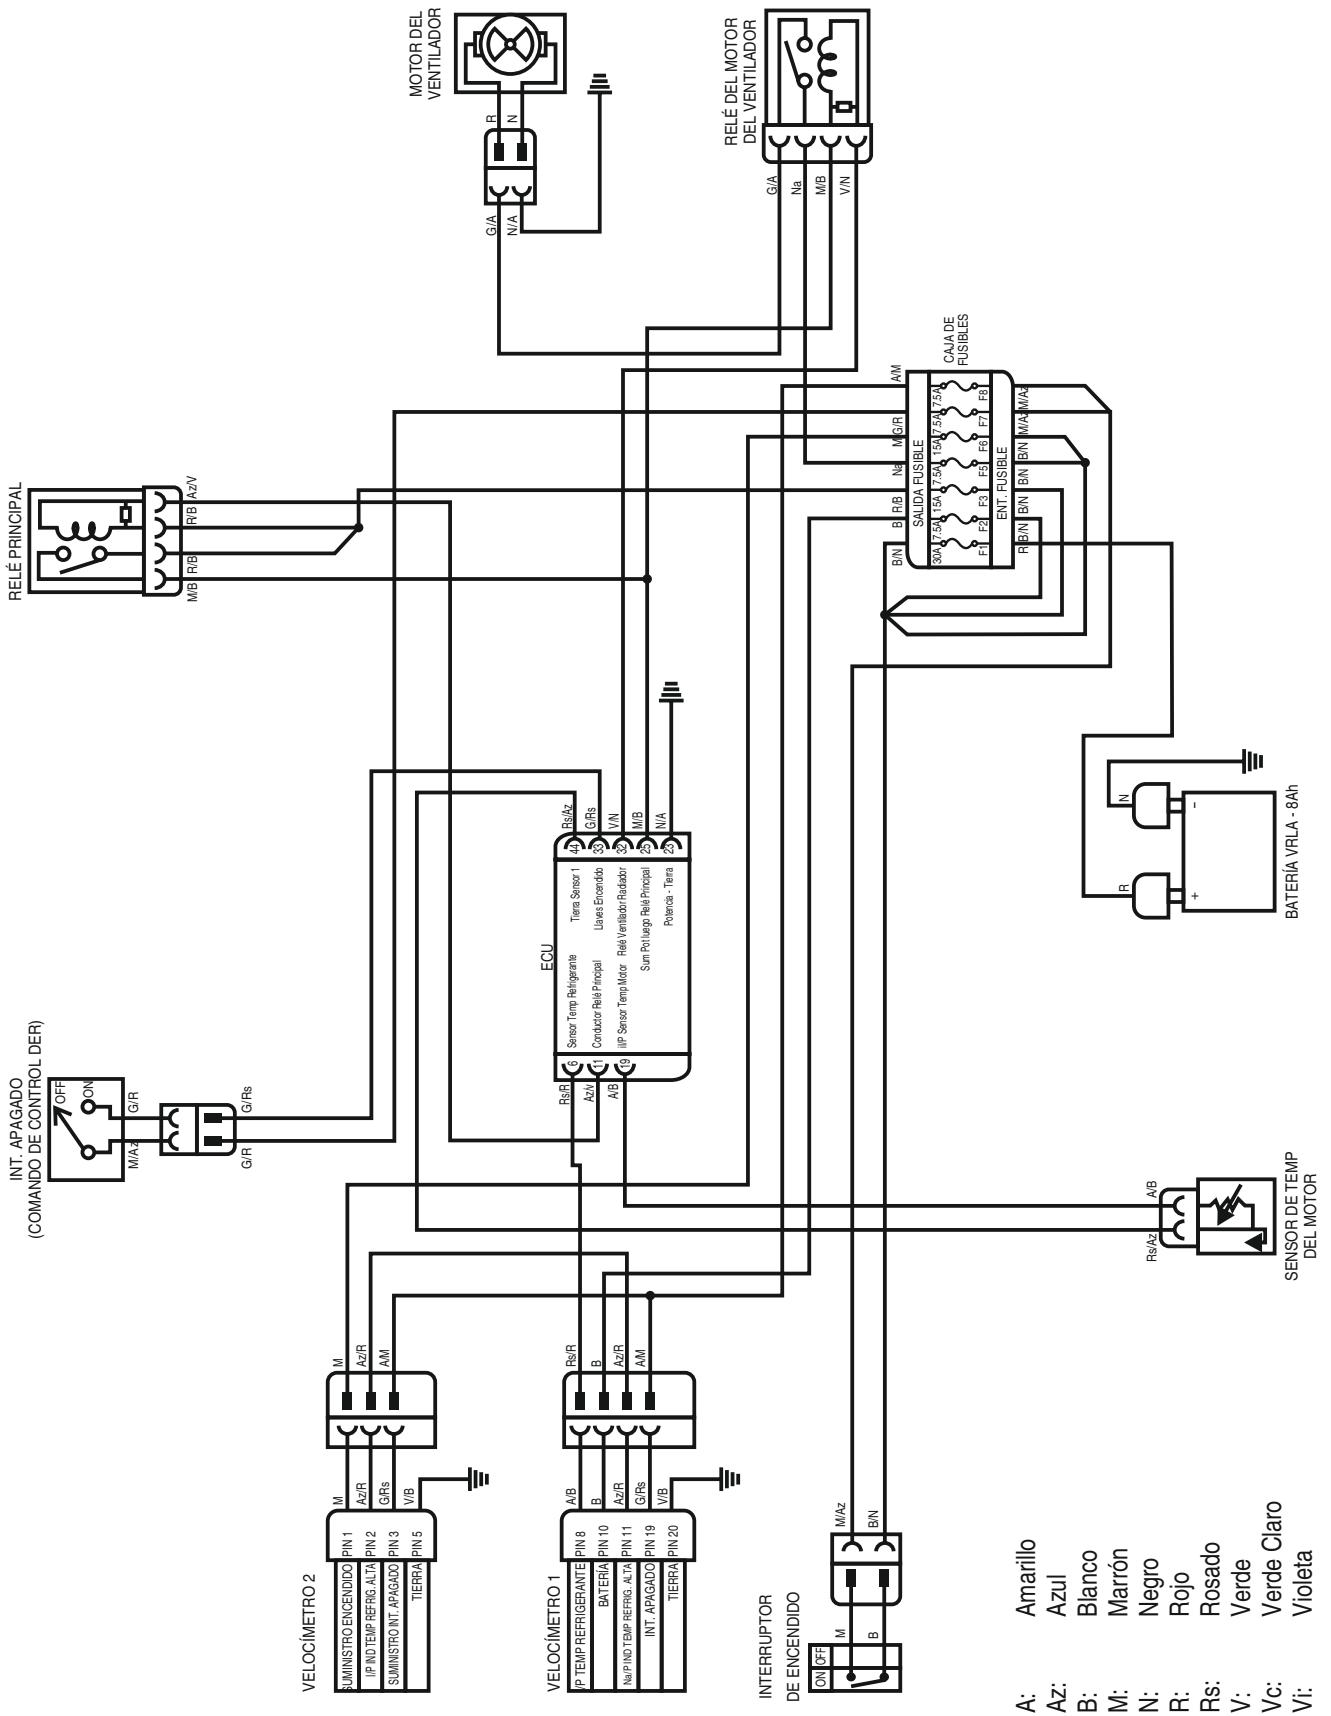 MOTOR DEL
VENTILADOR
R
N
G/A
N/A
RELÉ DEL MOTOR
DEL VENTILADOR
G/A
Na
M/B
V/N
RELÉ PRINCIPAL
Az/V
R/B
R/B
M/B
CAJA DE
FUSIBLES
SALIDA FUSIBLE
ENT. FUSIBLE
A/M
G/R
M
Na
R/B
B
B/N
7.5A
7.5A
15A
7.5A
15A
7.5A
30A
F8
F7
F6
F5
F3
F2
F1
M/Az
M/Az
B/N
B/N
B/N
B/N
R
INT. APAGADO
(COMANDO DE CONTROL DER)
OFF
ON
G/R
M/Az
G/Rs
G/R
ECU
Rs/Az
G/Rs
V/N
M/B
N/A
44
33
32
25
23
Tierra Sensor 1
Llaves Encendido
Relé Ventilador Radiador
Sum Pot luego Relé Principal
Potencia - Tierra
Sensor Temp Refrigerante
Conductor Relé Principal
iI/P Sensor Temp Motor
6
11
19
Rs/R
Az/v
A/B
BATERÍA VRLA - 8Ah
R
N
+
-
SENSOR DE TEMP
DEL MOTOR
A/B
Rs/Az
VELOCÍMETRO 2
M
Az/R
A/M
M
Az/R
G/Rs
V/B
PIN 1
PIN 2
PIN 3
PIN 5
SUMINISTRO ENCENDIDO
I/P IND TEMP REFRIG. ALTA
SUMINISTRO INT. APAGADO
TIERRA
VELOCÍMETRO 1
Rs/R
B
Az/R
A/M
A/B
B
Az/R
G/Rs
V/B
PIN 8
PIN 10
PIN 11
PIN 19
PIN 20
/P TEMP REFRIGERANTE
BATERÍA
Na/P IND TEMP REFRIG. ALTA
INT. APAGADO
TIERRA
INTERRUPTOR
DE ENCENDIDO
M/Az
B/N
M
B
ON
OFF
A: Amarillo
Az: Azul
B: Blanco
M: Marrón
N: Negro
R: Rojo
Rs: Rosado
V: Verde
Vc: Verde Claro
Vi: Violeta